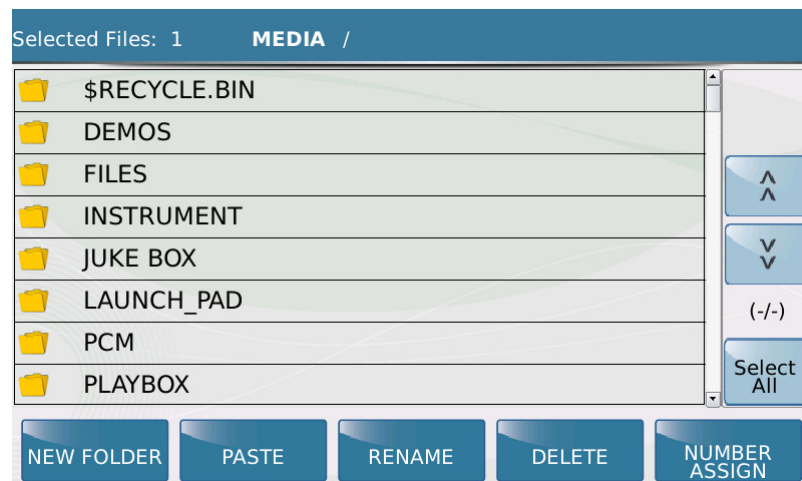 Selected Files: 1 MEDIA /
$RECYCLE.BIN
DEMOS
FILES
INSTRUMENT
JUKE BOX
LAUNCH_PAD
(-/-)
PCM
PLAYBOX
Select
All
NEW FOLDER PASTE RENAME DELETE NUMBER
ASSIGN